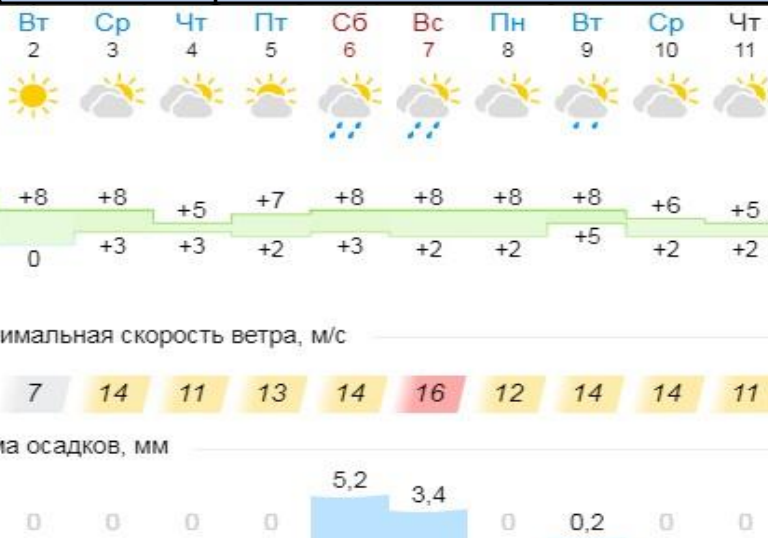 Вт Ср Чт Пт Сб Вс Пн Вт Ср Чт
2 3 4 5 6 7 8 9 10 11
+8 +8 +5 +7 +8 +8 +8 +8 +6 +5
0 +3 +3 +2 +3 +2 +2 +5 +2 +2
имальная скорость ветра, м/с
7 14 11 13 14 16 12 14 14 11
ма осадков, мм
0 0 0 0 5,2 3,4 0 0,2 0 0